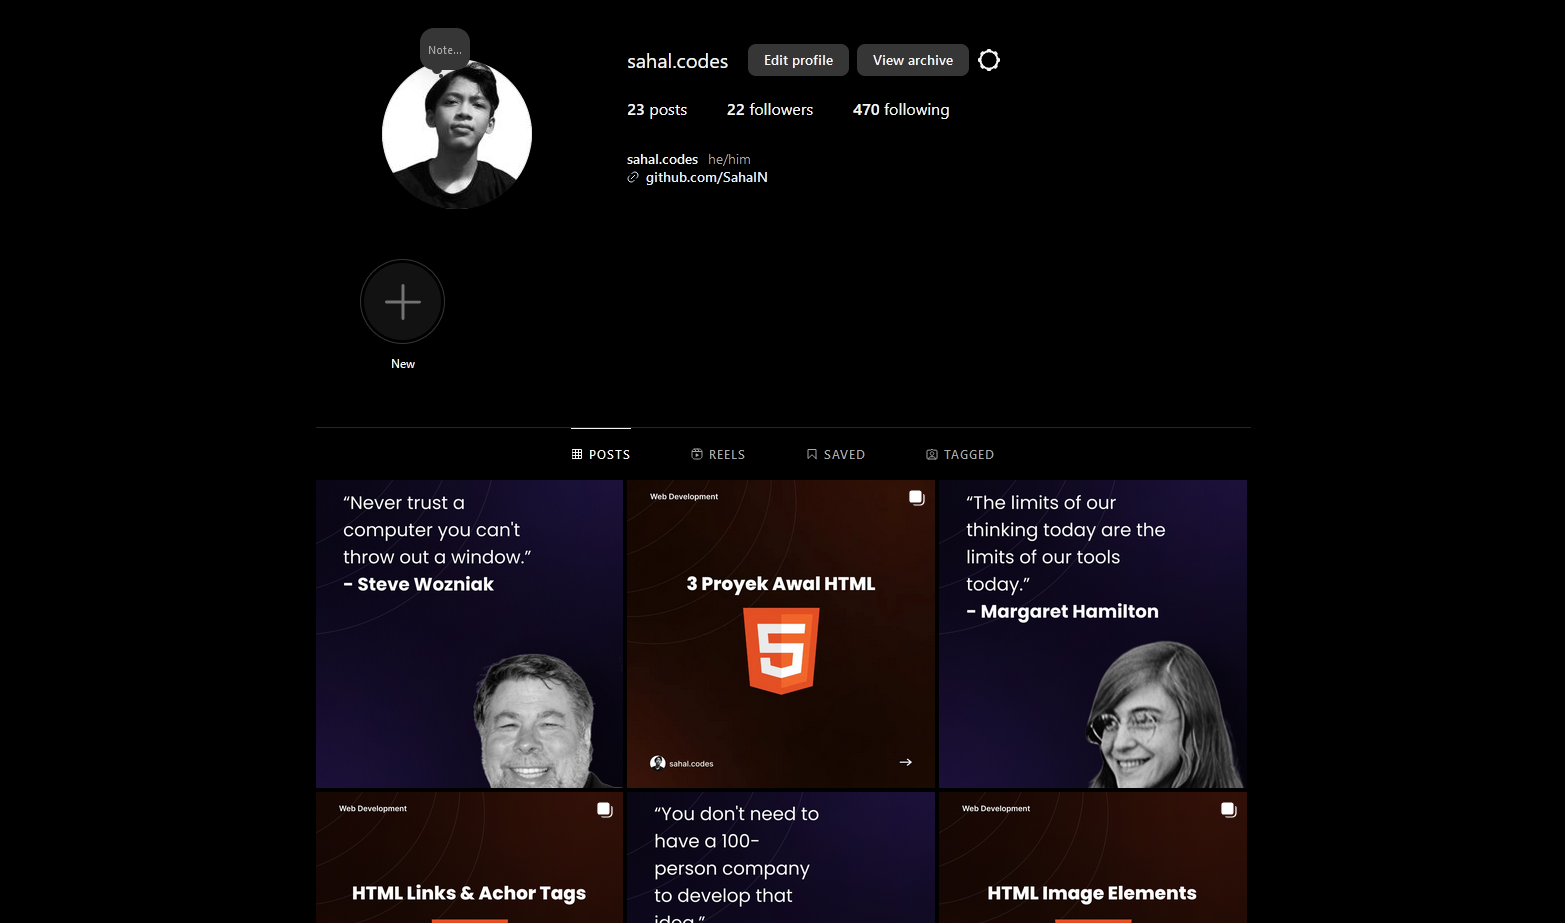 Note...
sahal.codes
Edit profile
View archive
23 posts
22 followers
470 following
sahal.codes he/him
github.com/SahalN
New
POSTS
REELS
SAVED
TAGGED
“Never trust a
computer you can't
throw out a window.”
- Steve Wozniak
Web Development
3 Proyek Awal HTML
sahal.codes
“The limits of our
thinking today are the
limits of our tools
today.”
- Margaret Hamilton
Web Development
HTML Links & Achor Tags
“You don't need to
have a 100-
person company
to develop that
idea.”
Web Development
HTML Image Elements